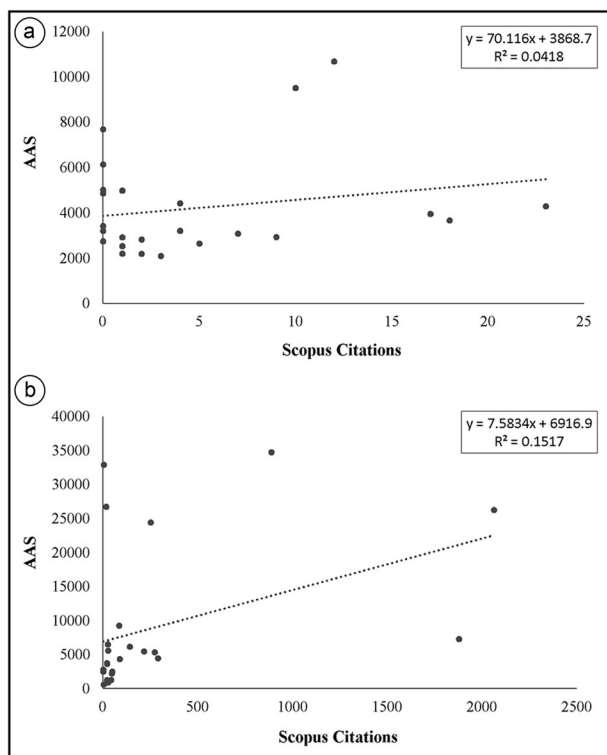 a
12000
10000
8000
6000
4000
2000
0
AAS
y = 70.116x + 3868.7
R² = 0.0418
0 5 10 15 20 25
Scopus Citations
b
40000
35000
30000
25000
20000
15000
10000
5000
0
AAS
y = 7.5834x + 6916.9
R² = 0.1517
0 500 1000 1500 2000 2500
Scopus Citations